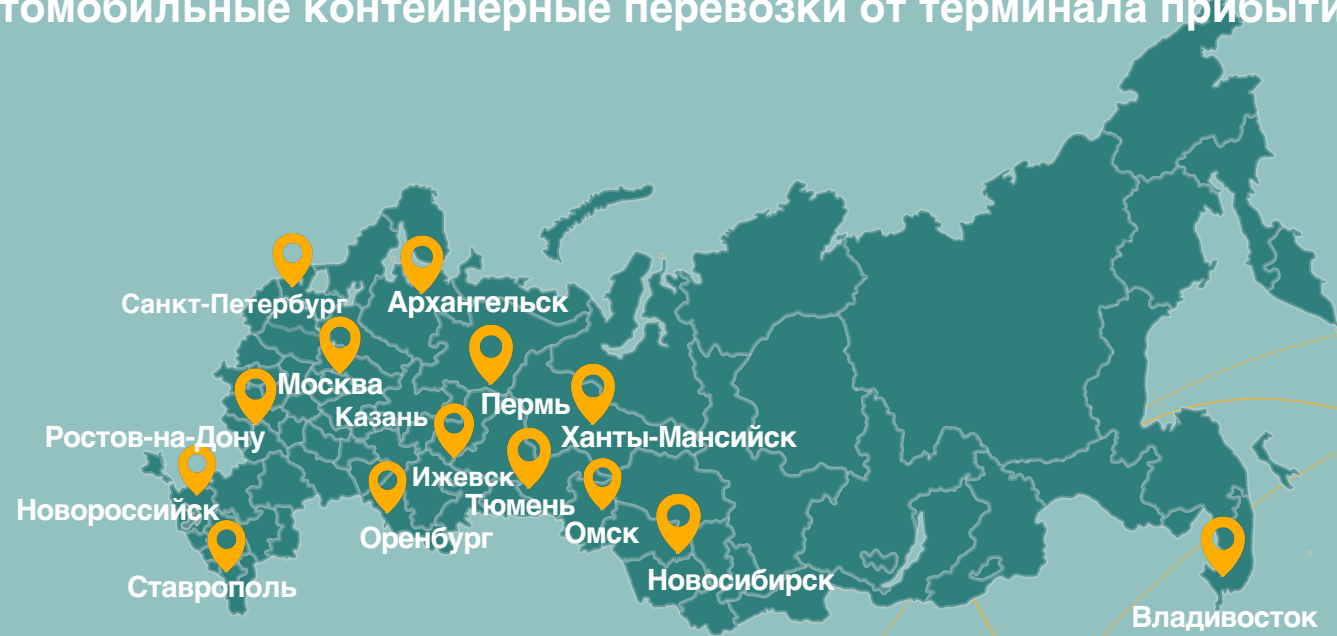 томобильные контейнерные перевозки от терминала прибыти
Санкт-Петербург
Архангельск
Москва
Казань
Пермь
Ростов-на-Дону
Ханты-Мансийск
Ижевск
Тюмень
Новороссийск
Оренбург
Омск
Новосибирск
Ставрополь
Владивосток